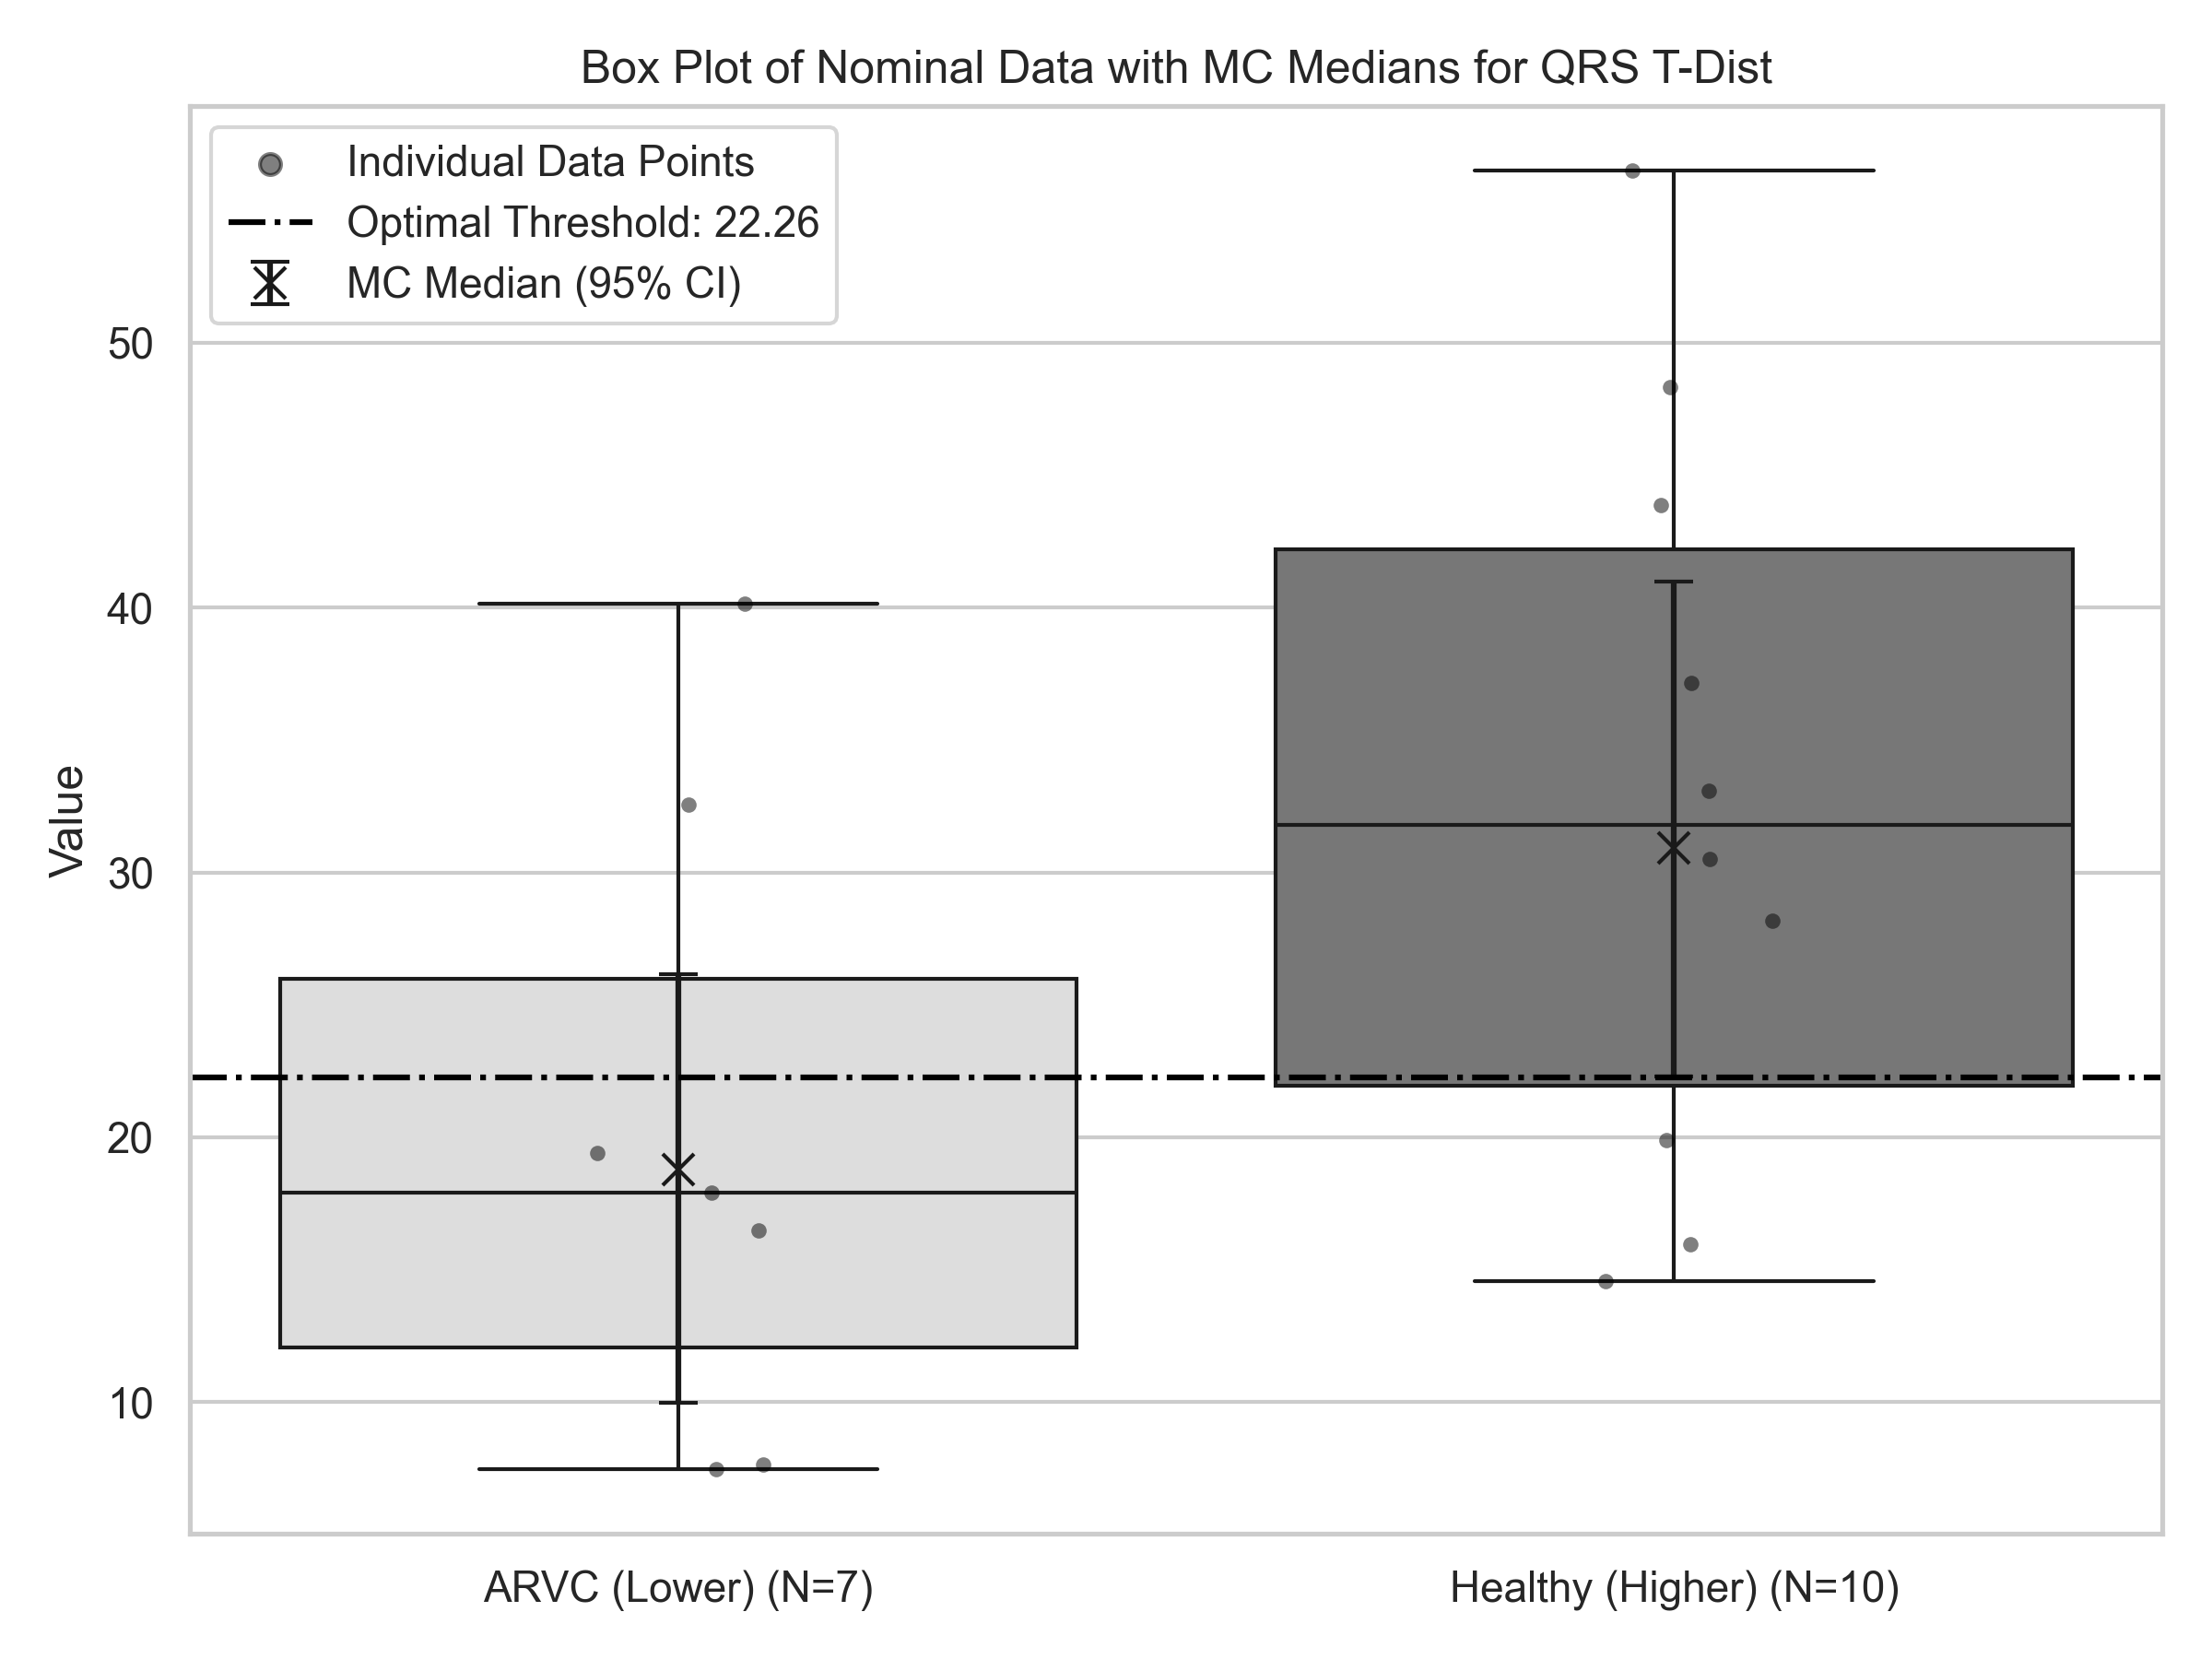 Box Plot of Nominal Data with MC Medians for QRS T-Dist
Individual Data Points
Optimal Threshold: 22.26
MC Median (95% CI)
50
40
30
20
10
Value
ARVC (Lower) (N=7)
Healthy (Higher) (N=10)